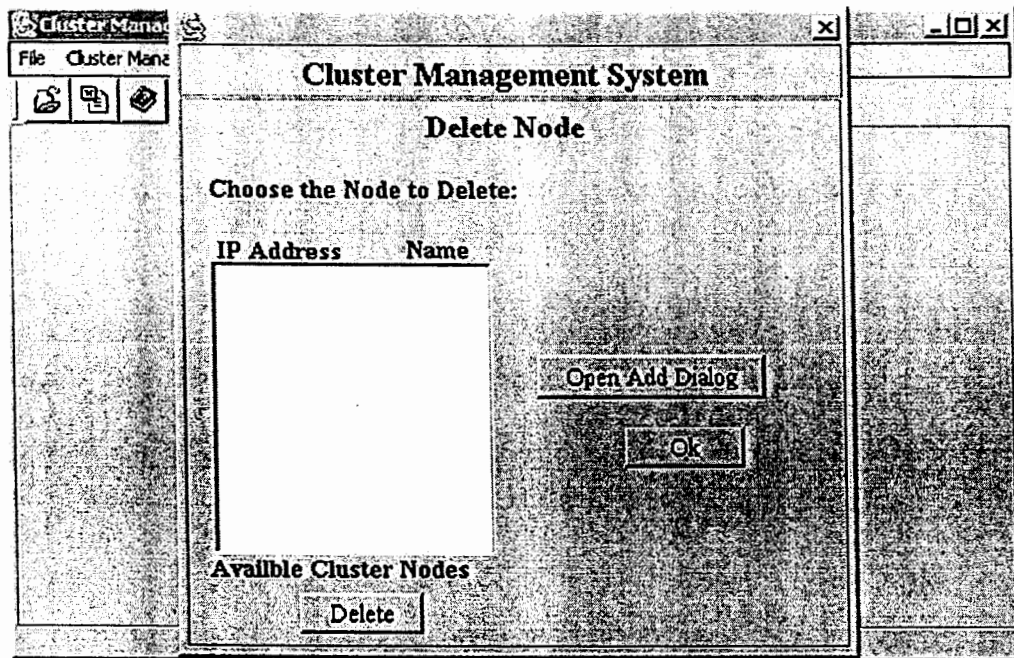 Cluster Manag
File Cluster Mana
Cluster Management System
Delete Node
Choose the Node to Delete:
IP Address Name
Open Add Dialog
Ok
Availble Cluster Nodes
Delete